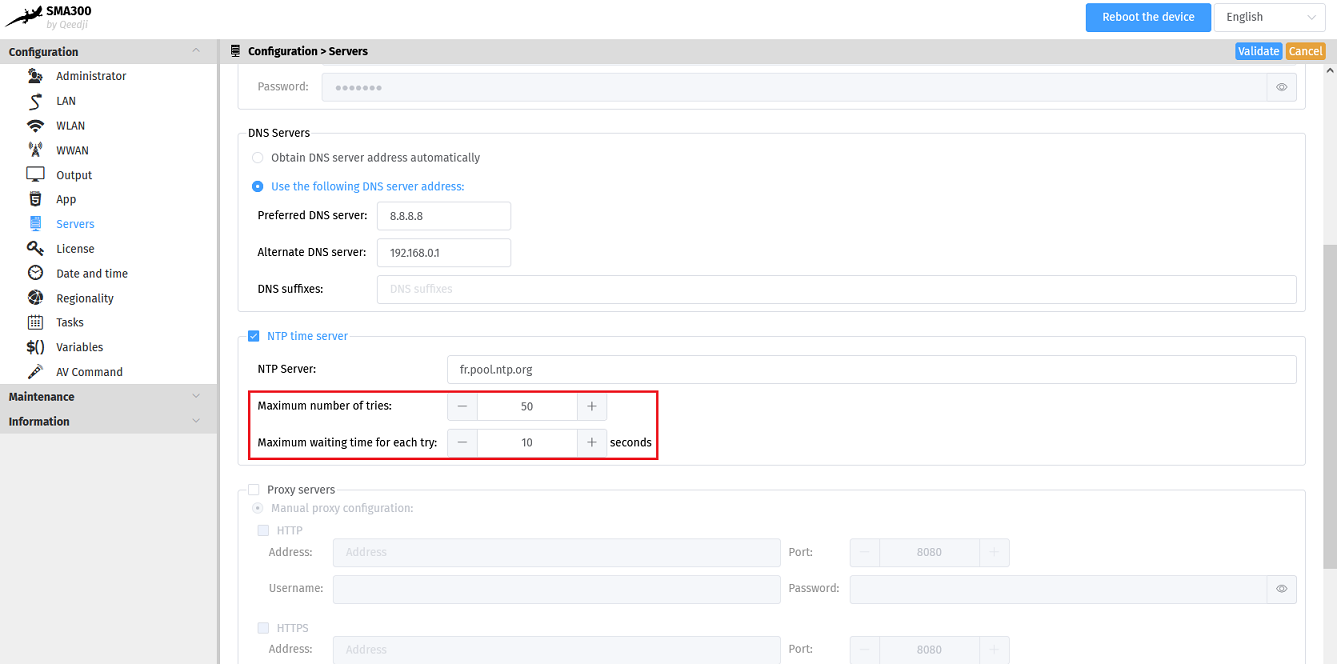 SMA300
by Qeedji
Reboot the device
English
Configuration
Configuration > Servers
Validate
Cancel
Administrator
LAN
WLAN
WWAN
Output
App
Servers
License
Date and time
Regionality
Tasks
$() Variables
AV Command
Maintenance
Information
Password: ●●●●●●●
DNS Servers
Obtain DNS server address automatically
Use the following DNS server address:
Preferred DNS server: 8.8.8.8
Alternate DNS server: 192.168.0.1
DNS suffixes: DNS suffixes
NTP time server
NTP Server: fr.pool.ntp.org
Maximum number of tries: − 50 +
Maximum waiting time for each try: − 10 + seconds
Proxy servers
Manual proxy configuration:
HTTP
Address: Address Port: − 8080 +
Username: Password:
HTTPS
Address: Address Port: − 8080 +